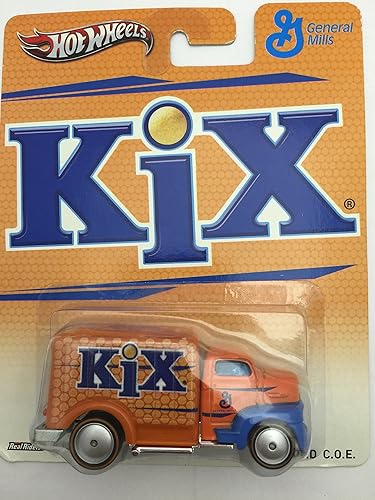 HOT WHEELS
General
Mills
KiX®
KiX
Real Riders
D C.O.E.